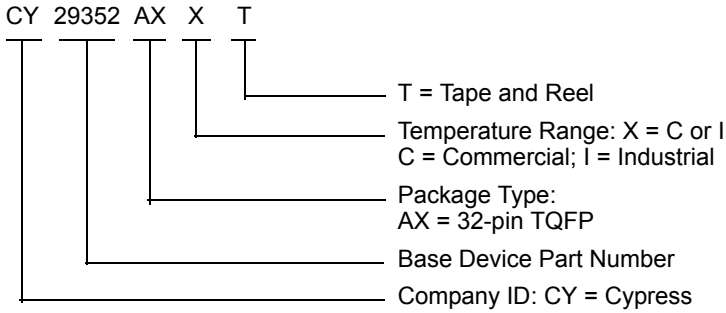 CY 29352 AX X T
T = Tape and Reel
Temperature Range: X = C or I
C = Commercial; I = Industrial
Package Type:
AX = 32-pin TQFP
Base Device Part Number
Company ID: CY = Cypress